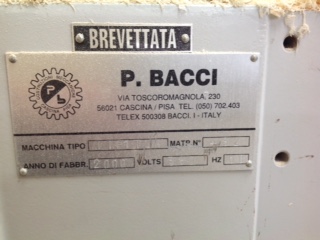 BREVETTATA
P. BACCI
VIA TOSCOROMAGNOLA, 230
56021 CASCINA / PISA TEL. (050) 702.403
TELEX 500308 BACCI. I - ITALY
MACCHINA TIPO MATR. N°
ANNO DI FABBR. 2000 VOLTS HZ